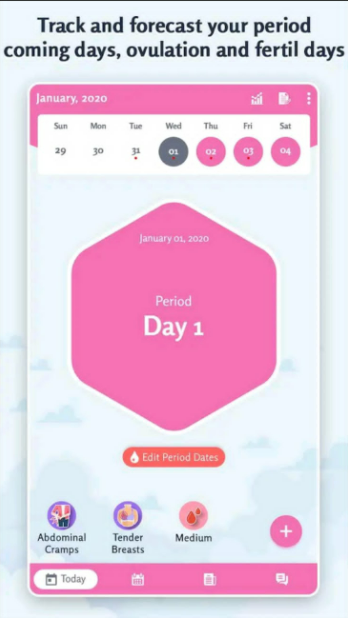 Track and forecast your period
coming days, ovulation and fertil days
January, 2020
Sun Mon Tue Wed Thu Fri Sat
29 30 31 01 02 03 04
January 01, 2020
Period
Day 1
Edit Period Dates
Abdominal
Cramps
Tender
Breasts
Medium
Today